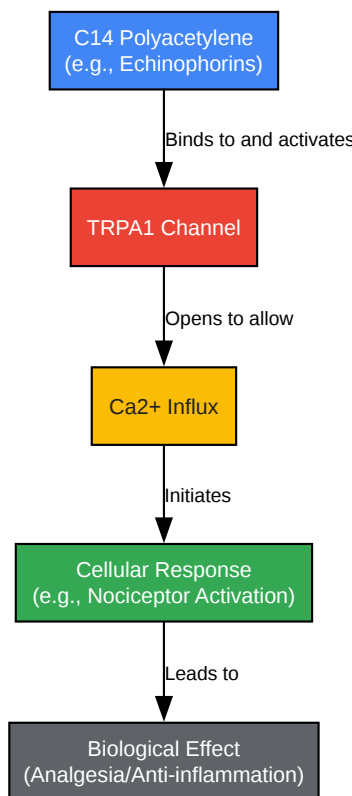 C14 Polyacetylene
(e.g., Echinophorins)
Binds to and activates
TRPA1 Channel
Opens to allow
Ca2+ Influx
Initiates
Cellular Response
(e.g., Nociceptor Activation)
Leads to
Biological Effect
(Analgesia/Anti-inflammation)